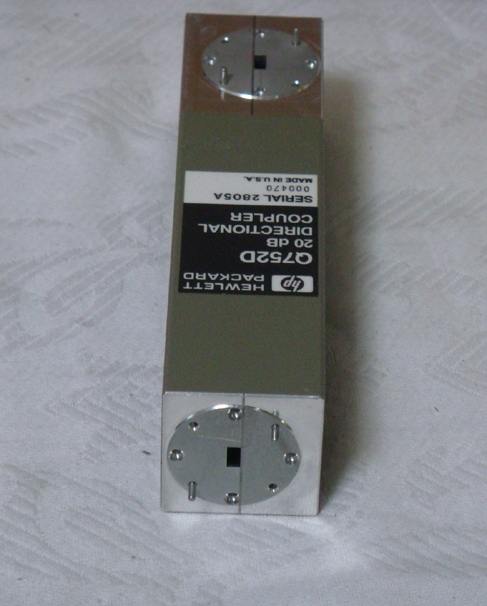 hp HEWLETT
PACKARD
Q752D
20 dB
DIRECTIONAL
COUPLER
SERIAL 2805A
000470
MADE IN U.S.A.